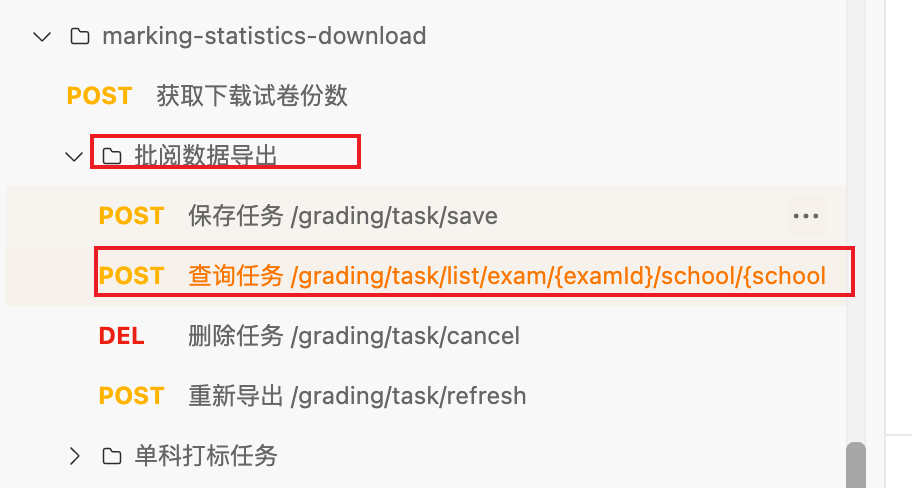 marking-statistics-download
POST 获取下载试卷份数
批阅数据导出
POST 保存任务 /grading/task/save
POST 查询任务 /grading/task/list/exam/{examId}/school/{school
DEL 删除任务 /grading/task/cancel
POST 重新导出 /grading/task/refresh
单科打标任务